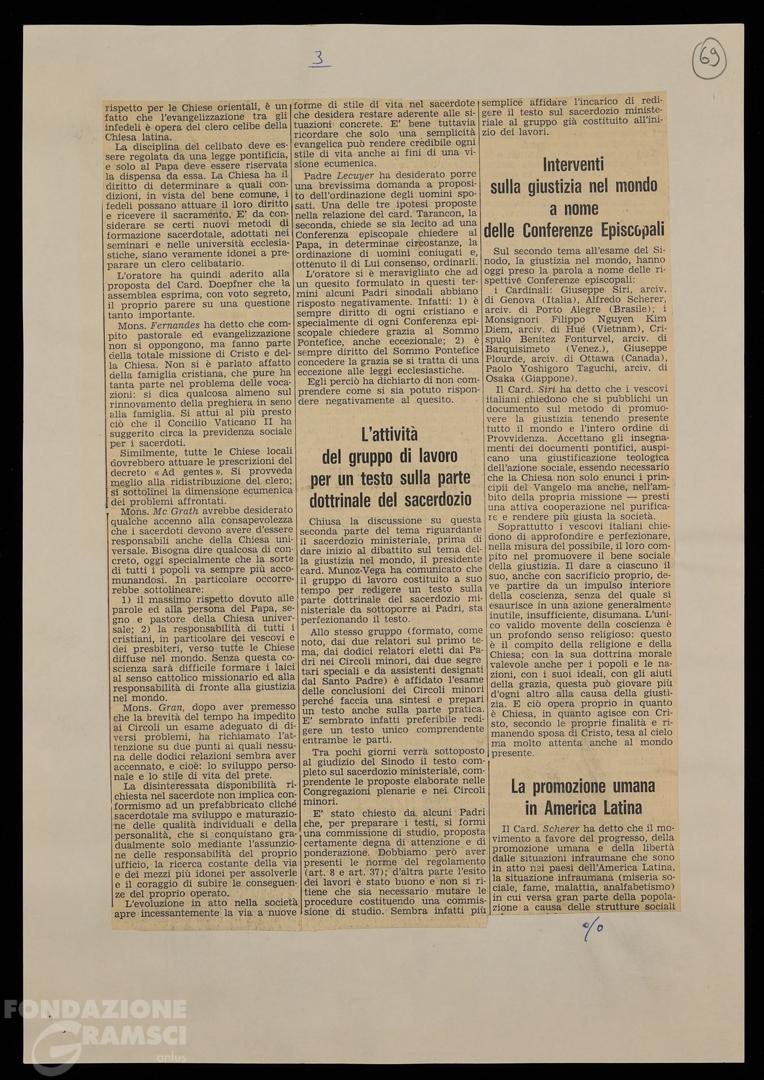 3
69
rispetto per le Chiese orientali, è un
fatto che l'evangelizzazione tra gli
infedeli è opera del clero celibe della
Chiesa latina.
La disciplina del celibato deve es-
sere regolata da una legge pontificia,
e solo al Papa deve essere riservata
la dispensa da essa. La Chiesa ha il
diritto di determinare a quali condi-
zioni, in vista del bene comune, i
fedeli possano attuare il loro diritto
e ricevere il sacramento. E' da con-
siderare se certi nuovi metodi di
formazione sacerdotale, adottati nei
seminari e nelle università ecclesia-
stiche, siano veramente idonei a pre-
parare un clero celibatario.
L'oratore ha quindi aderito alla
proposta del Card. Doepfner che la
assemblea esprima, con voto segreto,
il proprio parere su una questione
tanto importante.
Mons. Fernandes ha detto che com-
pito pastorale ed evangelizzazione
non si oppongono, ma fanno parte
della totale missione di Cristo e del-
la Chiesa. Non si è parlato affatto
della famiglia cristiana, che pure ha
tanta parte nel problema delle voca-
zioni: si dica qualcosa almeno sul
rinnovamento della preghiera in seno
alla famiglia. Si attui al più presto
ciò che il Concilio Vaticano II ha
suggerito circa la previdenza sociale
per i sacerdoti.
Similmente, tutte le Chiese locali
dovrebbero attuare le prescrizioni del
decreto « Ad gentes ». Si provveda
meglio alla ridistribuzione del clero;
si sottolinei la dimensione ecumenica
dei problemi affrontati.
Mons. Mc Grath avrebbe desiderato
qualche accenno alla consapevolezza
che i sacerdoti devono avere d'essere
responsabili anche della Chiesa uni-
versale. Bisogna dire qualcosa di con-
creto, oggi specialmente che la sorte
di tutti i popoli va sempre più acco-
munandosi. In particolare occorre-
rebbe sottolineare:
1) il massimo rispetto dovuto alle
parole ed alla persona del Papa, se-
gno e pastore della Chiesa univer-
sale; 2) la responsabilità di tutti i
cristiani, in particolare dei vescovi e
dei presbiteri, verso tutte le Chiese
diffuse nel mondo. Senza questa co-
scienza sarà difficile formare i laici
al senso cattolico missionario ed alla
responsabilità di fronte alla giustizia
nel mondo.
Mons. Gran, dopo aver premesso
che la brevità del tempo ha impedito
ai Circoli un esame adeguato di di-
versi problemi, ha richiamato l'at-
tenzione su due punti ai quali nessu-
na delle dodici relazioni sembra aver
accennato, e cioè: lo sviluppo perso-
nale e lo stile di vita del prete.
La disinteressata disponibilità ri-
chiesta nel sacerdote non implica con-
formismo ad un prefabbricato cliché
sacerdotale ma sviluppo e maturazio-
ne delle qualità individuali e della
personalità, che si conquistano gra-
dualmente solo mediante l'assunzio-
ne delle responsabilità del proprio
ufficio, la ricerca costante della via
e dei mezzi più idonei per assolverle
e il coraggio di subire le conseguen-
ze del proprio operato.
L'evoluzione in atto nella società
apre incessantemente la via a nuove
forme di stile di vita nel sacerdote
che desidera restare aderente alle si-
tuazioni concrete. E' bene tuttavia
ricordare che solo una semplicità
evangelica può rendere credibile ogni
stile di vita anche ai fini di una vi-
sione ecumenica.
Padre Lecuyer ha desiderato porre
una brevissima domanda a proposi-
to dell'ordinazione degli uomini spo-
sati. Una delle tre ipotesi proposte
nella relazione del card. Tarancon, la
seconda, chiede se sia lecito ad una
Conferenza episcopale chiedere al
Papa, in determinae circostanze, la
ordinazione di uomini coniugati e,
ottenuto il di Lui consenso, ordinarli.
L'oratore si è meravigliato che ad
un quesito formulato in questi ter-
mini alcuni Padri sinodali abbiano
risposto negativamente. Infatti: 1) è
sempre diritto di ogni cristiano e
specialmente di ogni Conferenza epi-
scopale chiedere grazia al Sommo
Pontefice, anche eccezionale; 2) è
sempre diritto del Sommo Pontefice
concedere la grazia se si tratta di una
eccezione alle leggi ecclesiastiche.
Egli perciò ha dichiarto di non com-
prendere come si sia potuto rispon-
dere negativamente al quesito.
L'attività
del gruppo di lavoro
per un testo sulla parte
dottrinale del sacerdozio
Chiusa la discussione su questa
seconda parte del tema riguardante
il sacerdozio ministeriale, prima di
dare inizio al dibattito sul tema del-
la giustizia nel mondo, il presidente
card. Munoz-Vega ha comunicato che
il gruppo di lavoro costituito a suo
tempo per redigere un testo sulla
parte dottrinale del sacerdozio mi-
nisteriale da sottoporre ai Padri, sta
perfezionando il testo.
Allo stesso gruppo (formato, come
noto, dai due relatori sul primo te-
ma, dai dodici relatori eletti dai Pa-
dri nei Circoli minori, dai due segre-
tari speciali e da assistenti designati
dal Santo Padre) è affidato l'esame
delle conclusioni dei Circoli minori
perché faccia una sintesi e prepari
un testo anche sulla parte pratica.
E' sembrato infatti preferibile redi-
gere un testo unico comprendente
entrambe le parti.
Tra pochi giorni verrà sottoposto
al giudizio del Sinodo il testo com-
pleto sul sacerdozio ministeriale, com-
prendente le proposte elaborate nelle
Congregazioni plenarie e nei Circoli
minori.
E' stato chiesto da alcuni Padri
che, per preparare i testi, si formi
una commissione di studio, proposta
certamente degna di attenzione e di
ponderazione. Dobbiamo però aver
presenti le norme del regolamento
(art. 8 e art. 37); d'altra parte l'esito
dei lavori è stato buono e non si ri-
tiene che sia necessario mutare le
procedure costituendo una commis-
sione di studio. Sembra infatti più
semplice affidare l'incarico di redi-
gere il testo sul sacerdozio ministe-
riale al gruppo già costituito all'ini-
zio dei lavori.
Interventi
sulla giustizia nel mondo
a nome
delle Conferenze Episcopali
Sul secondo tema all'esame del Si-
nodo, la giustizia nel mondo, hanno
oggi preso la parola a nome delle ri-
spettive Conferenze episcopali:
i Cardinali: Giuseppe Siri, arciv.
di Genova (Italia), Alfredo Scherer,
arciv. di Porto Alegre (Brasile); i
Monsignori Filippo Nguyen Kim
Diem, arciv. di Hué (Vietnam), Cri-
spulo Benitez Fonturvel, arciv. di
Barquisimeto (Venez.), Giuseppe
Plourde, arciv. di Ottawa (Canada),
Paolo Yoshigoro Taguchi, arciv. di
Osaka (Giappone).
Il Card. Siri ha detto che i vescovi
italiani chiedono che si pubblichi un
documento sul metodo di promuo-
vere la giustizia tenendo presente
tutto il mondo e l'intero ordine di
Provvidenza. Accettano gli insegna-
menti dei documenti pontifici, auspi-
cano una giustificazione teologica
dell'azione sociale, essendo necessario
che la Chiesa non solo enunci i prin-
cipii del Vangelo ma anche, nell'am-
bito della propria missione — presti
una attiva cooperazione nel purifica-
re e rendere più giusta la società.
Soprattutto i vescovi italiani chie-
dono di approfondire e perfezionare,
nella misura del possibile, il loro com-
pito nel promuovere il bene sociale
della giustizia. Il dare a ciascuno il
suo, anche con sacrificio proprio, de-
ve partire da un impulso interiore
della coscienza, senza del quale si
esaurisce in una azione generalmente
inutile, insufficiente, disumana. L'uni-
co valido movente della coscienza è
un profondo senso religioso: questo
è il compito della religione e della
Chiesa; con la sua dottrina morale
valevole anche per i popoli e le na-
zioni, con i suoi ideali, con gli aiuti
della grazia, questa può giovare più
d'ogni altro alla causa della giusti-
zia. E ciò opera proprio in quanto
è Chiesa, in quanto agisce con Cri-
sto, secondo le proprie finalità e ri-
manendo sposa di Cristo, tesa al cielo
ma molto attenta anche al mondo
presente.
La promozione umana
in America Latina
Il Card. Scherer ha detto che il mo-
vimento a favore del progresso, della
promozione umana e della libertà
dalle situazioni infraumane che sono
in atto nei paesi dell'America Latina,
la situazione infraumana (miseria so-
ciale, fame, malattia, analfabetismo)
in cui versa gran parte della popola-
zione a causa delle strutture sociali
%
FONDAZIONE
GRAMSCI
onlus